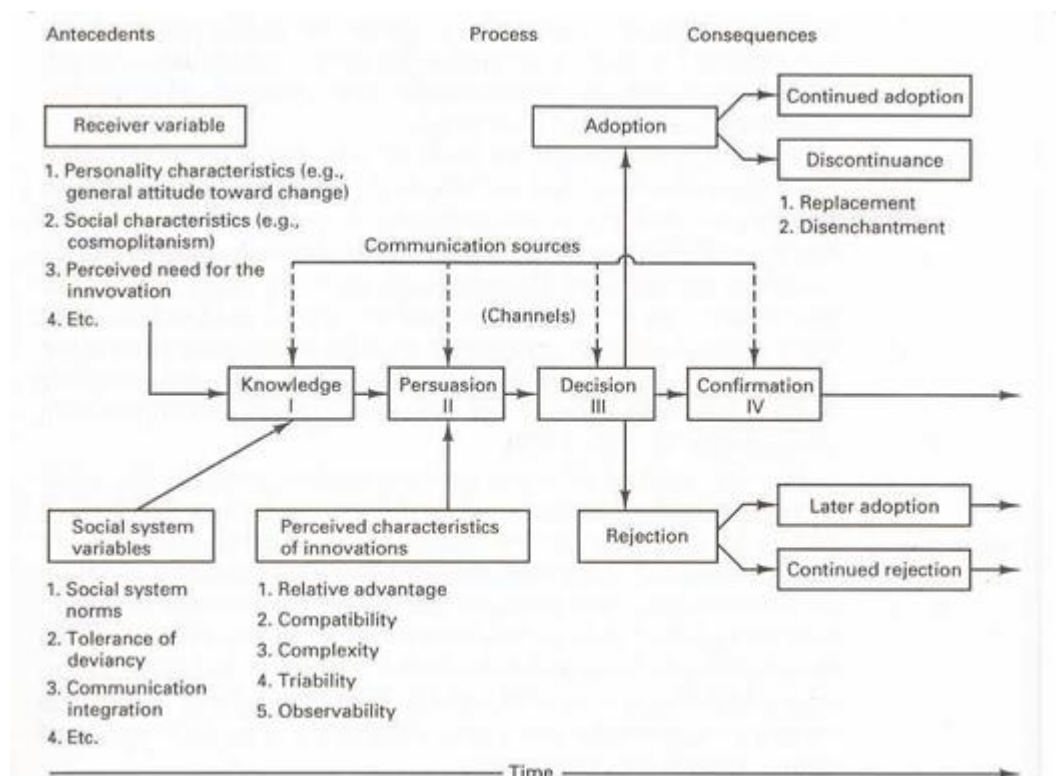 Antecedents
Process
Consequences
Receiver variable
1. Personality characteristics (e.g.,
general attitude toward change)
2. Social characteristics (e.g.,
cosmoplitanism)
3. Perceived need for the
innvovation
4. Etc.
Adoption
Continued adoption
Discontinuance
1. Replacement
2. Disenchantment
Communication sources
(Channels)
Knowledge
I
Persuasion
II
Decision
III
Confirmation
IV
Social system
variables
1. Social system
norms
2. Tolerance of
deviancy
3. Communication
integration
4. Etc.
Perceived characteristics
of innovations
1. Relative advantage
2. Compatibility
3. Complexity
4. Triability
5. Observability
Rejection
Later adoption
Continued rejection
Time